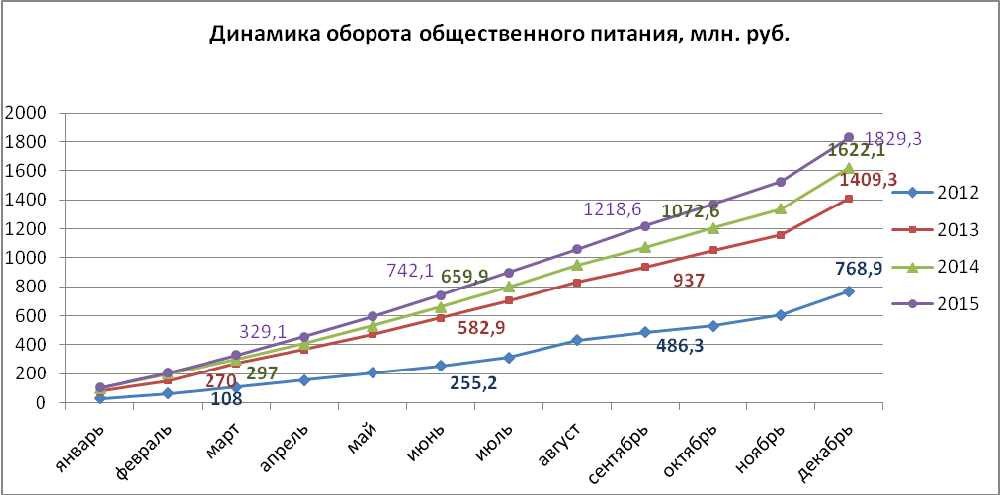 Динамика оборота общественного питания, млн. руб.
2000
1800
1600
1400
1200
1000
800
600
400
200
0
1829,3
1622,1
1409,3
1218,6
1072,6
937
768,9
742,1
659,9
582,9
486,3
329,1
297
270
255,2
108
январь
февраль
март
апрель
май
июнь
июль
август
сентябрь
октябрь
ноябрь
декабрь
2012
2013
2014
2015